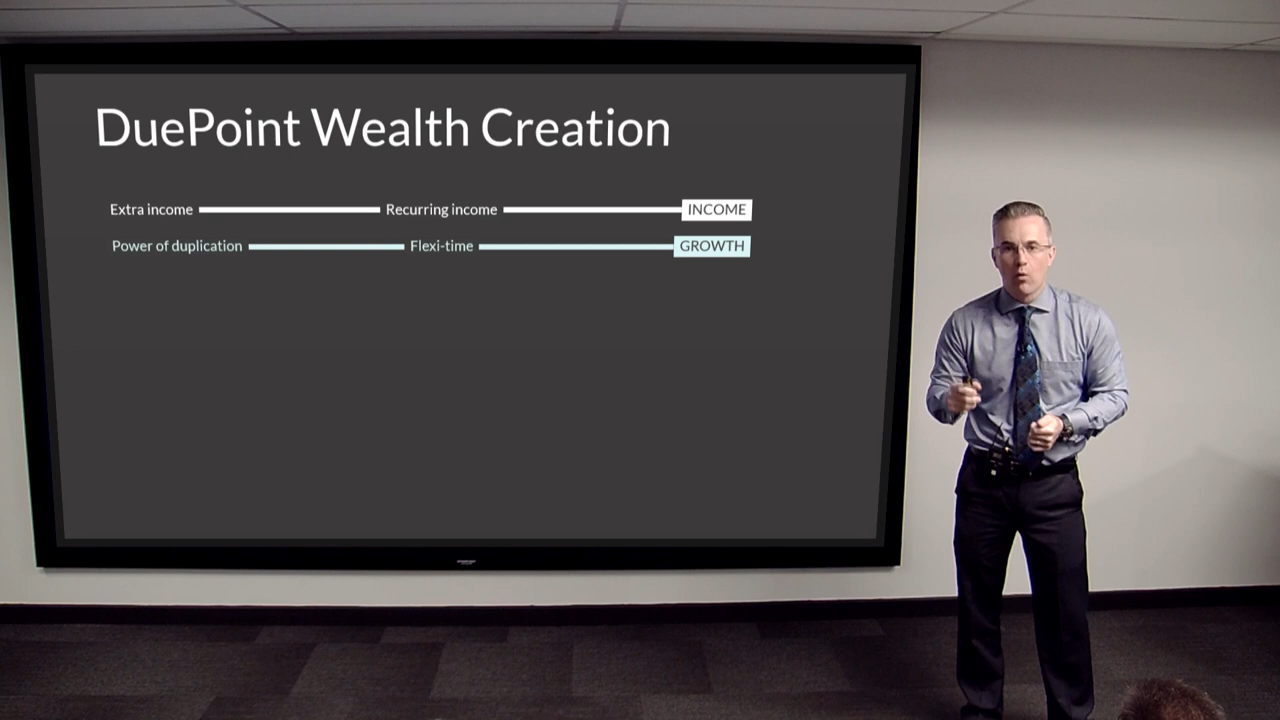 DuePoint Wealth Creation
Extra income Recurring income INCOME
Power of duplication Flexi-time GROWTH